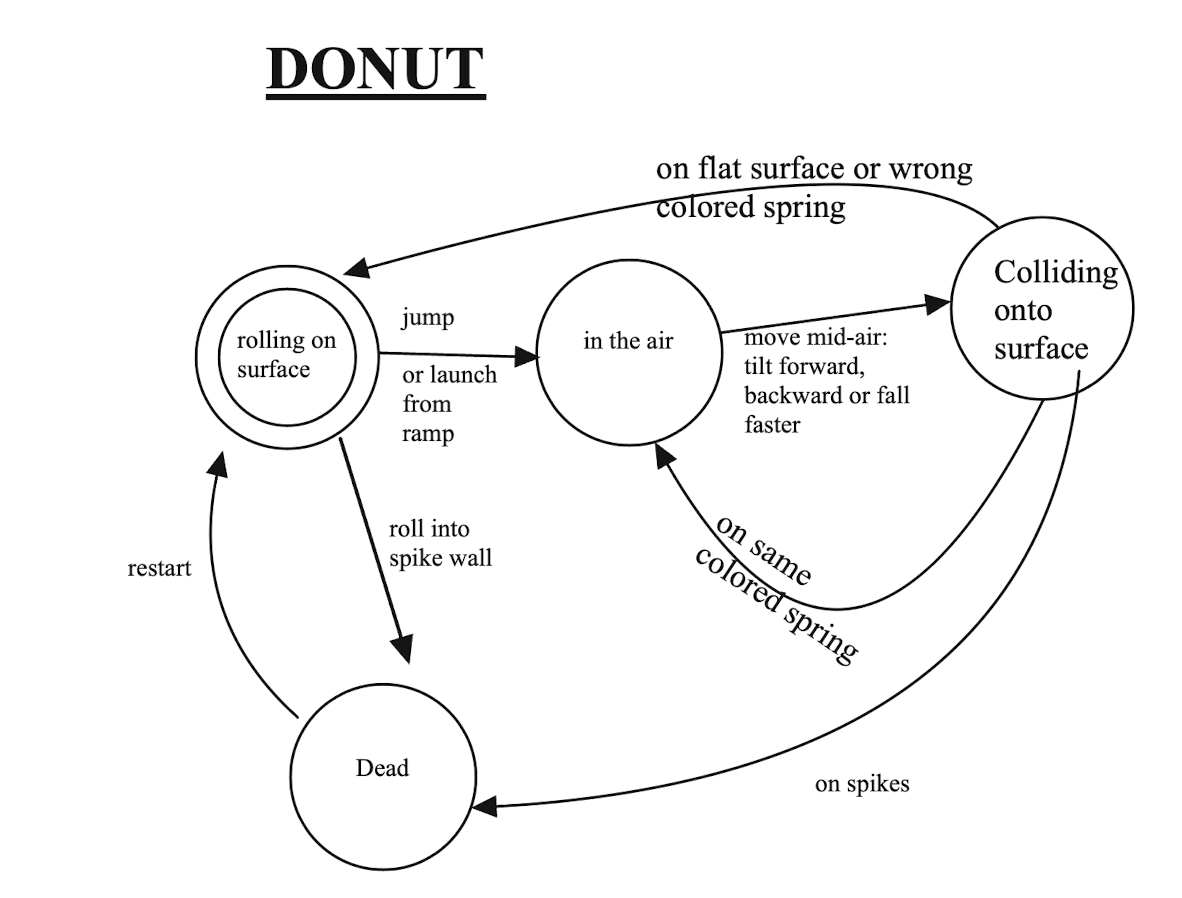 DONUT
on flat surface or wrong
colored spring
Colliding
onto
surface
rolling on
surface
jump
or launch
from
ramp
in the air
move mid-air:
tilt forward,
backward or fall
faster
roll into
spike wall
restart
on same
colored spring
Dead
on spikes